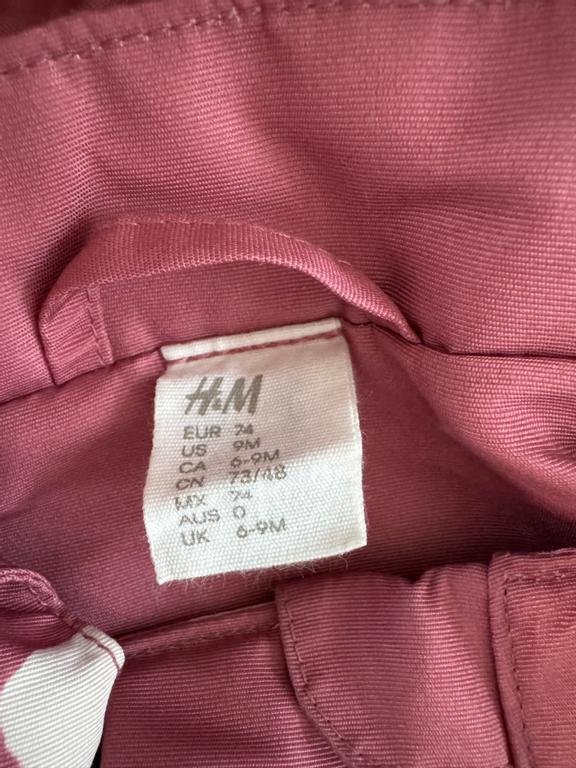 H&M
EUR 74
US 9M
CA 6-9M
CN 73/48
MX 74
AUS 0
UK 6-9M